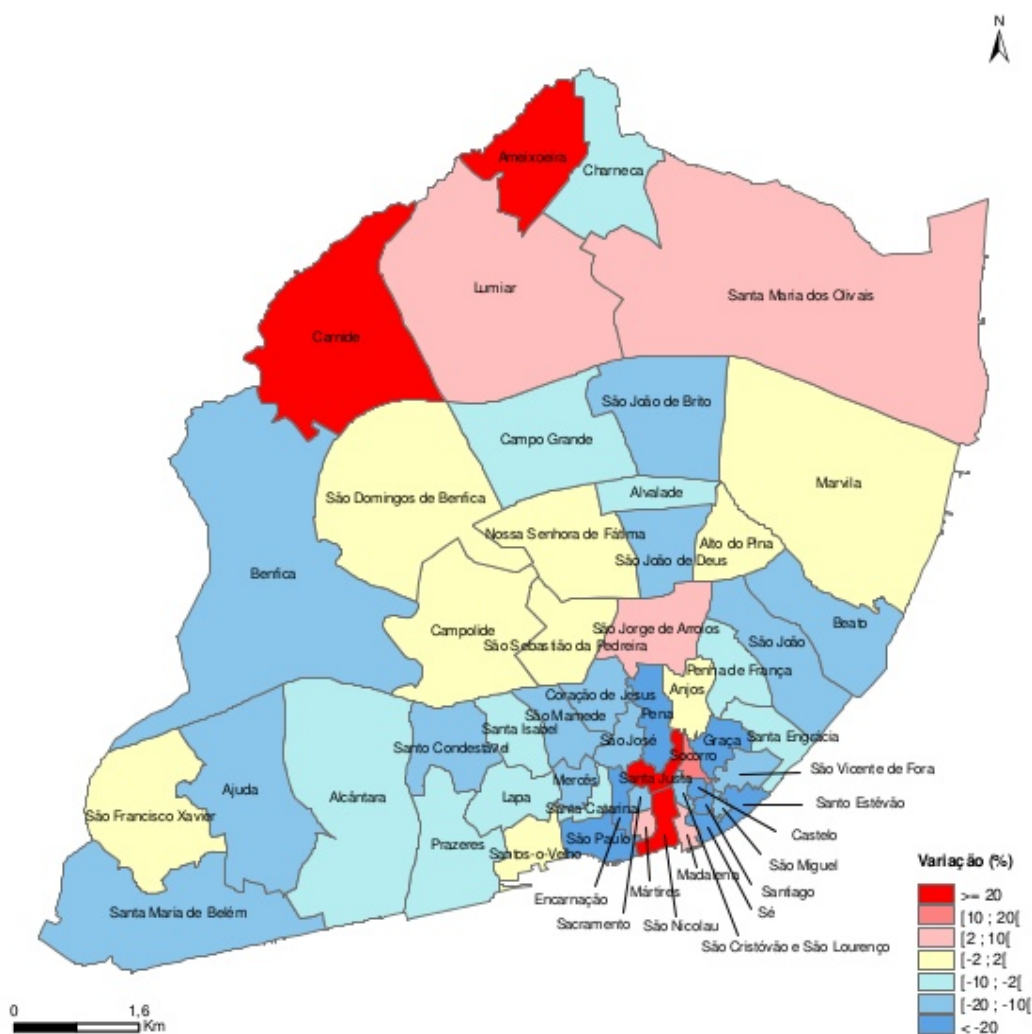 N
Ameixoeira
Charneca
Lumiar
Santa Maria dos Olivais
Carnide
São João de Brito
Campo Grande
Marvila
São Domingos de Benfica
Alvalade
Nossa Senhora de Fátima
Alto do Pina
São João de Deus
Benfica
Beato
São Jorge de Arroios
Campolide
São João
São Sebastião da Pedreira
Penha de França
Anjos
Coração de Jesus
São Mamede
Pena
Santa Isabel
Santa Engrácia
São José
Graça
Santo Condestável
Socorro
São Vicente de Fora
Santa Justa
Mercês
Ajuda
Alcântara
Lapa
Santa Catarina
Santo Estêvão
São Francisco Xavier
Castelo
São Paulo
Prazeres
Santos-o-Velho
São Miguel
Madalena
Mártires
Santiago
Encarnação
Santa Maria de Belém
Sé
Sacramento
São Nicolau
São Cristóvão e São Lourenço
Variação (%)
>= 20
[10 ; 20[
[2 ; 10[
[-2 ; 2[
[-10 ; -2[
[-20 ; -10[
< -20
0 1,6
Km